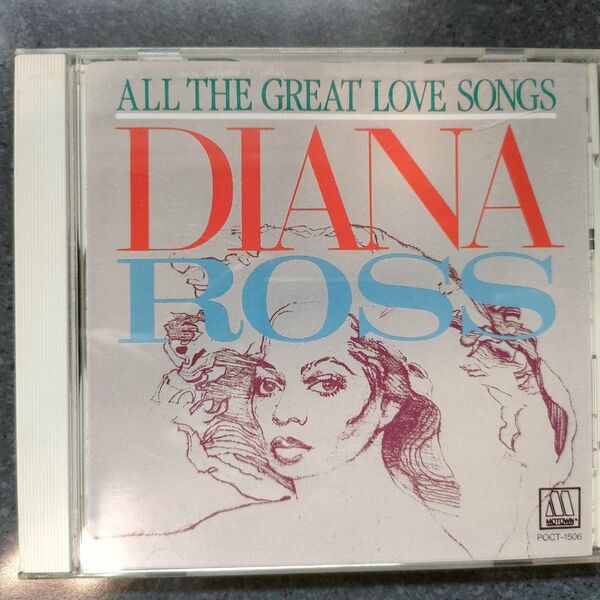 ALL THE GREAT LOVE SONGS
DIANA
ROSS
MOTOWN
POCT-1506